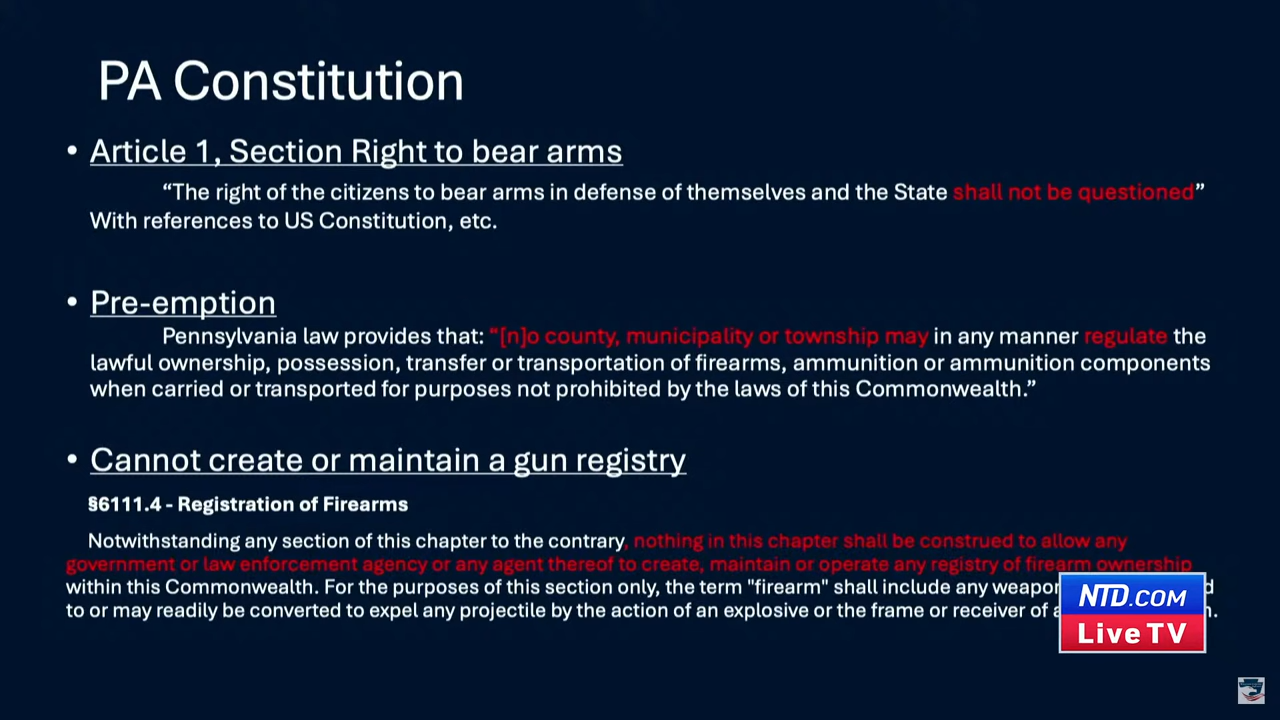 PA Constitution
• Article 1, Section Right to bear arms
“The right of the citizens to bear arms in defense of themselves and the State shall not be questioned”
With references to US Constitution, etc.
• Pre-emption
Pennsylvania law provides that: “[n]o county, municipality or township may in any manner regulate the
lawful ownership, possession, transfer or transportation of firearms, ammunition or ammunition components
when carried or transported for purposes not prohibited by the laws of this Commonwealth.”
• Cannot create or maintain a gun registry
§6111.4 - Registration of Firearms
Notwithstanding any section of this chapter to the contrary, nothing in this chapter shall be construed to allow any
government or law enforcement agency or any agent thereof to create, maintain or operate any registry of firearm ownership
within this Commonwealth. For the purposes of this section only, the term "firearm" shall include any weapon
to or may readily be converted to expel any projectile by the action of an explosive or the frame or receiver of
NTD.COM
Live TV